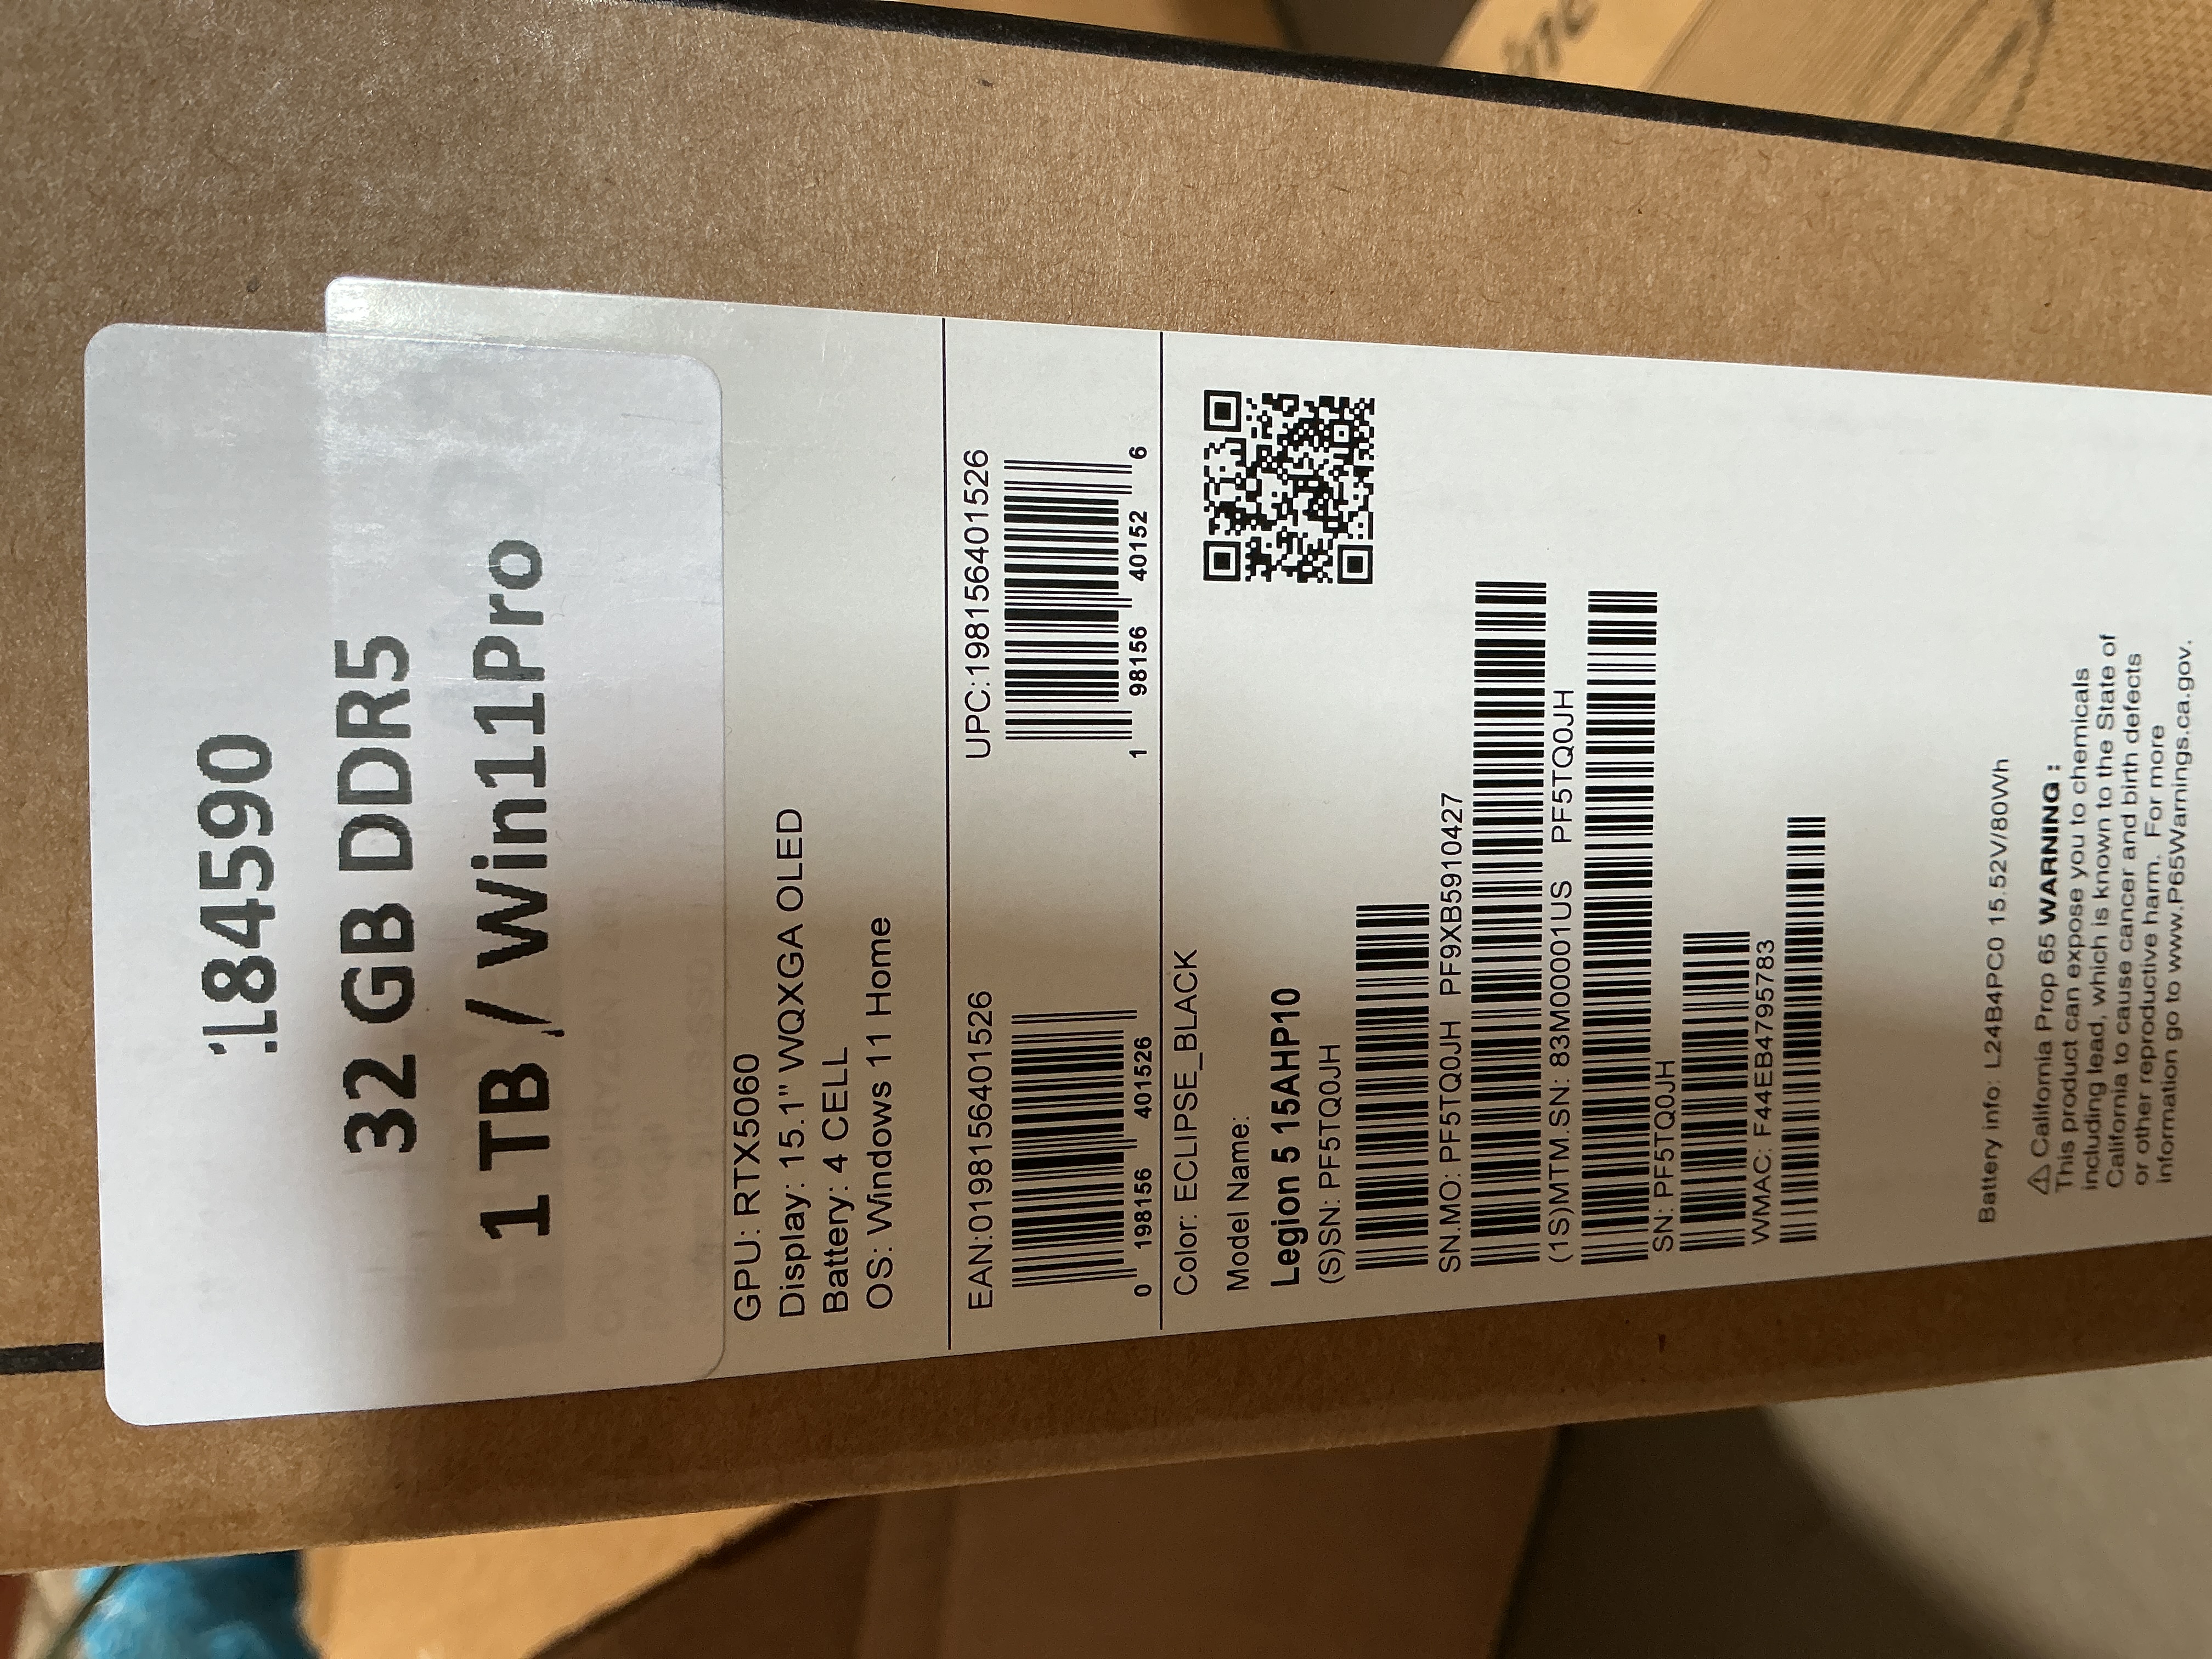 L84590
32 GB DDR5
1 TB / Win11Pro
GPU: RTX5060
Display: 15.1" WQXGA OLED
Battery: 4 CELL
OS: Windows 11 Home
EAN:0198156401526
0 198156 401526
UPC:198156401526
1 98156 40152 6
Color: ECLIPSE_BLACK
Model Name:
Legion 5 15AHP10
(S)SN: PF5TQ0JH
SN.MO: PF5TQ0JH PF9XB5910427
(1S)MTM.SN: 83M00001US PF5TQ0JH
SN: PF5TQ0JH
WMAC: F44EB4795783
Battery info: L24B4PC0 15.52V/80Wh
⚠ California Prop 65 WARNING :
This product can expose you to chemicals
including lead, which is known to the State of
California to cause cancer and birth defects
or other reproductive harm. For more
information go to www.P65Warnings.ca.gov.